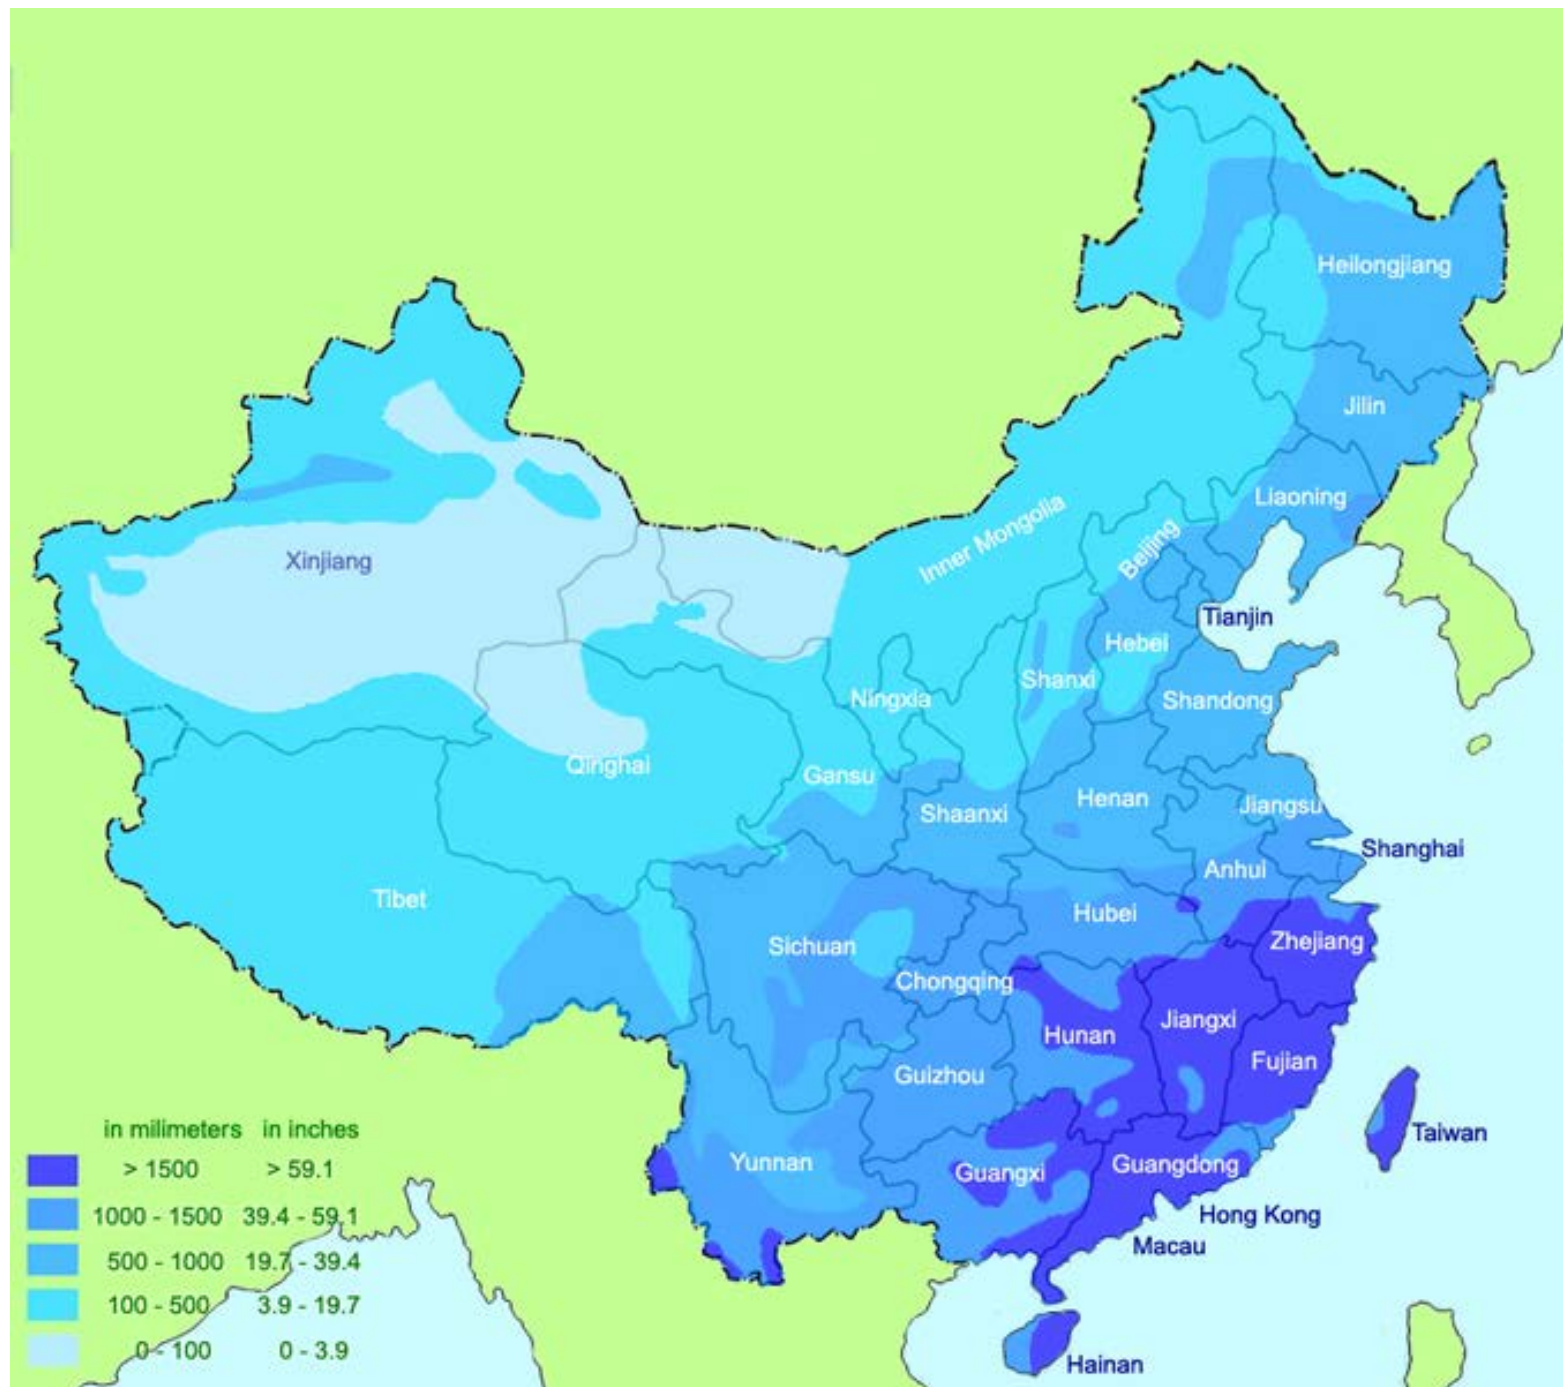 Heilongjiang
Jilin
Liaoning
Inner Mongolia
Beijing
Xinjiang
Tianjin
Hebei
Shanxi
Ningxia
Shandong
Qinghai
Gansu
Shaanxi
Henan
Jiangsu
Shanghai
Anhui
Tibet
Hubei
Sichuan
Zhejiang
Chongqing
Jiangxi
Hunan
Fujian
Guizhou
Taiwan
Yunnan
Guangxi
Guangdong
Hong Kong
Macau
Hainan
in milimeters in inches
> 1500 > 59.1
1000 - 1500 39.4 - 59.1
500 - 1000 19.7 - 39.4
100 - 500 3.9 - 19.7
0 - 100 0 - 3.9